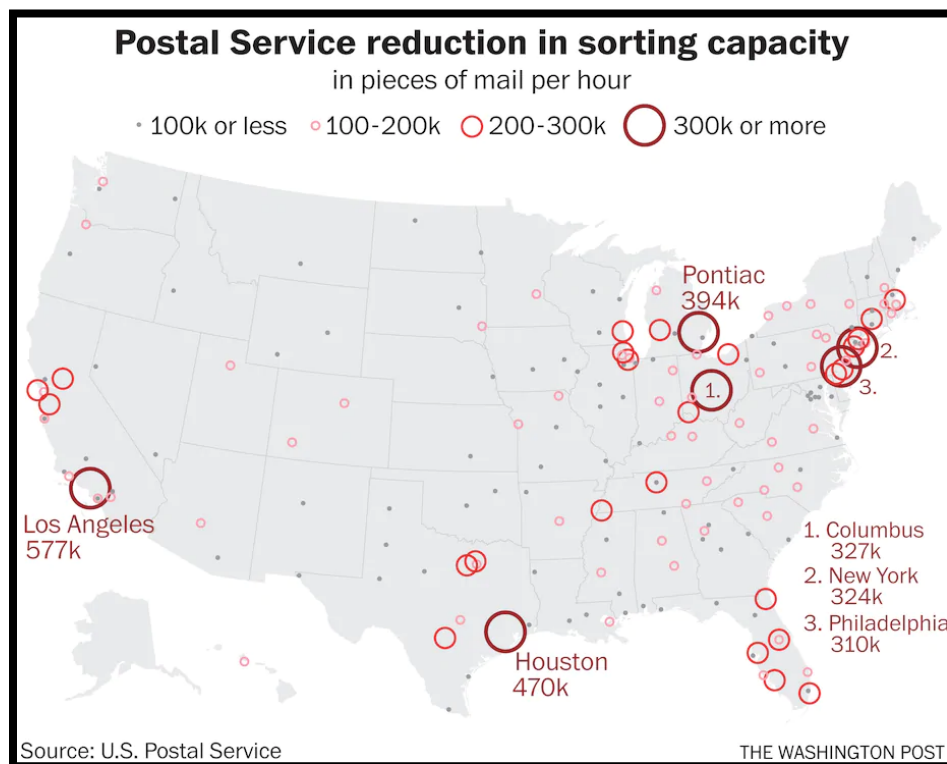 Postal Service reduction in sorting capacity
in pieces of mail per hour
100k or less 100-200k 200-300k 300k or more
Pontiac
394k
1.
2.
3.
Los Angeles
577k
Houston
470k
1. Columbus
327k
2. New York
324k
3. Philadelphia
310k
Source: U.S. Postal Service
THE WASHINGTON POST